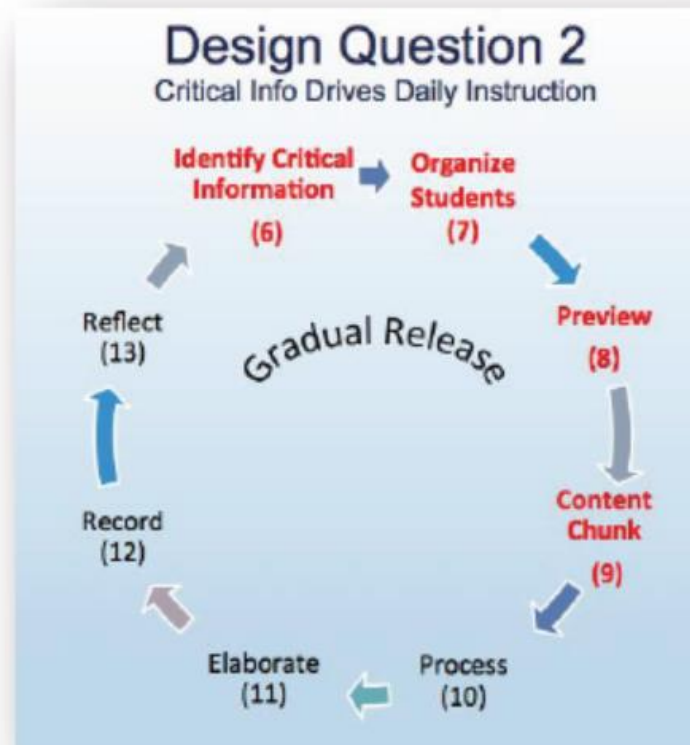 Design Question 2
Critical Info Drives Daily Instruction
Identify Critical
Information
(6)
Organize
Students
(7)
Preview
(8)
Content
Chunk
(9)
Process
(10)
Elaborate
(11)
Record
(12)
Reflect
(13)
Gradual Release